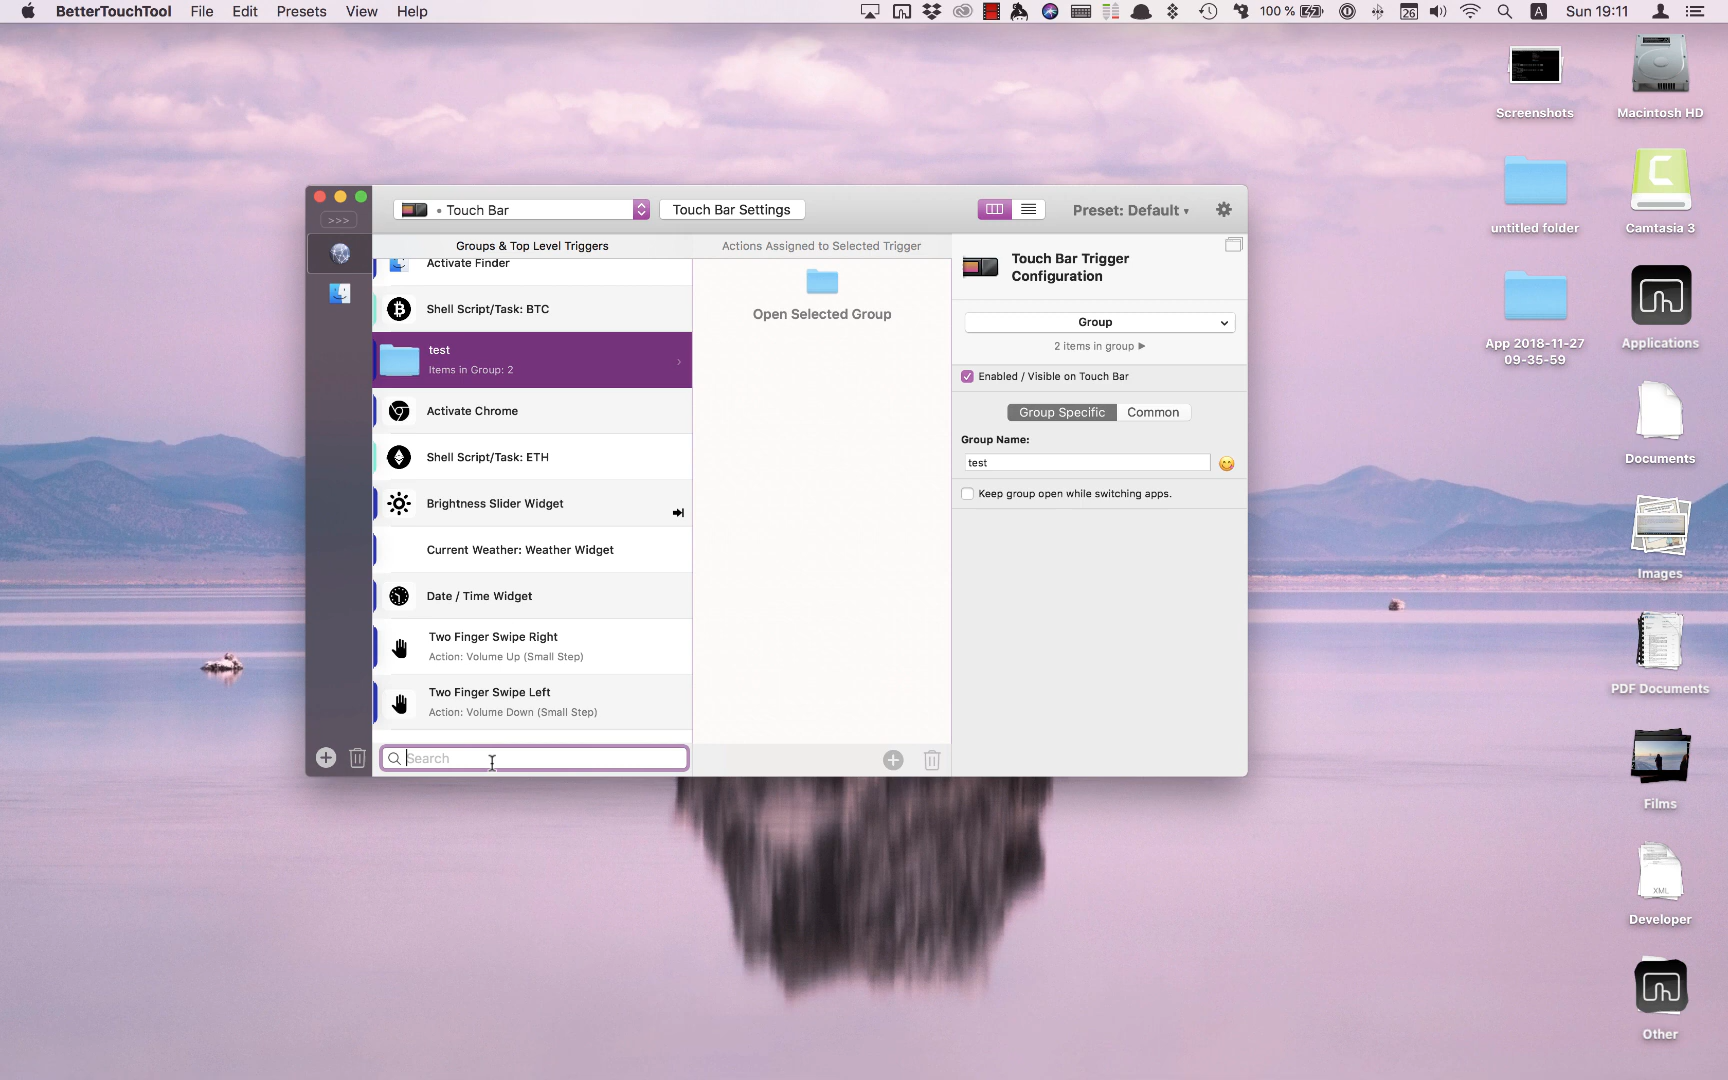 BetterTouchTool File Edit Presets View Help
100 % 26 A Sun 19:11
Screenshots
Macintosh HD
untitled folder
Camtasia 3
App 2018-11-27
09-35-59
Applications
Documents
Images
PDF Documents
Films
XML
Developer
Other
>>>
• Touch Bar
Touch Bar Settings
Preset: Default ▾
Groups & Top Level Triggers
Activate Finder
Shell Script/Task: BTC
test
Items in Group: 2
Activate Chrome
Shell Script/Task: ETH
Brightness Slider Widget
Current Weather: Weather Widget
Date / Time Widget
Two Finger Swipe Right
Action: Volume Up (Small Step)
Two Finger Swipe Left
Action: Volume Down (Small Step)
Search
Actions Assigned to Selected Trigger
Open Selected Group
Touch Bar Trigger
Configuration
Group
2 items in group ▶
Enabled / Visible on Touch Bar
Group Specific Common
Group Name:
test
Keep group open while switching apps.